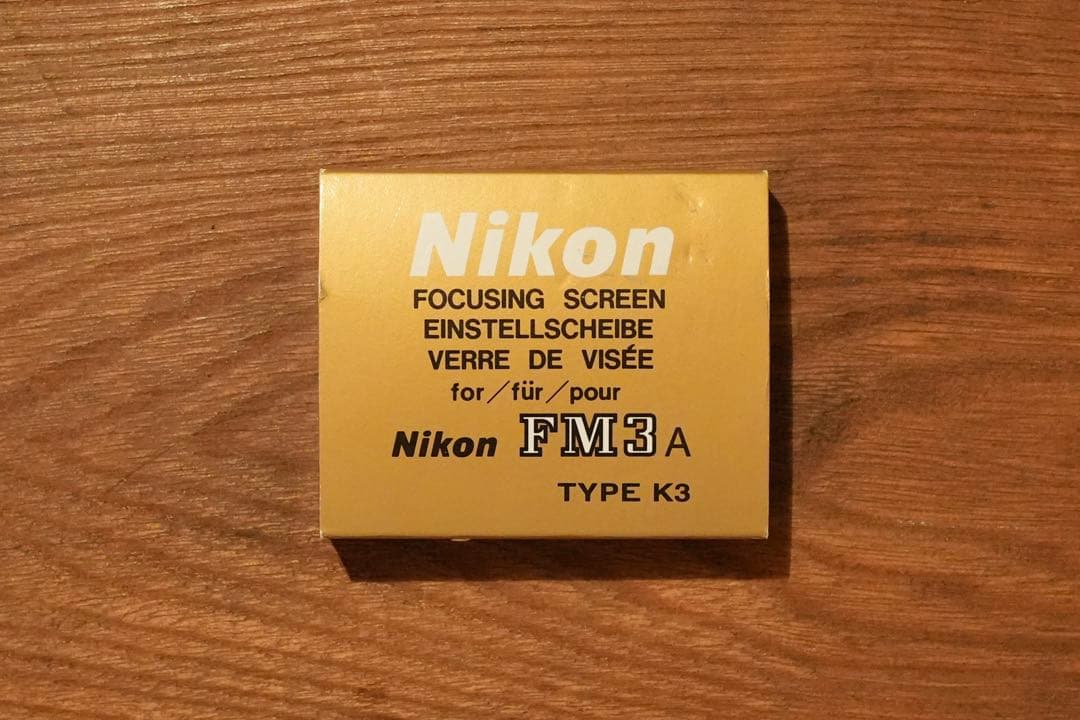 Nikon
FOCUSING SCREEN
EINSTELLSCHEIBE
VERRE DE VISÉE
for/für/pour
Nikon FM3A
TYPE K3